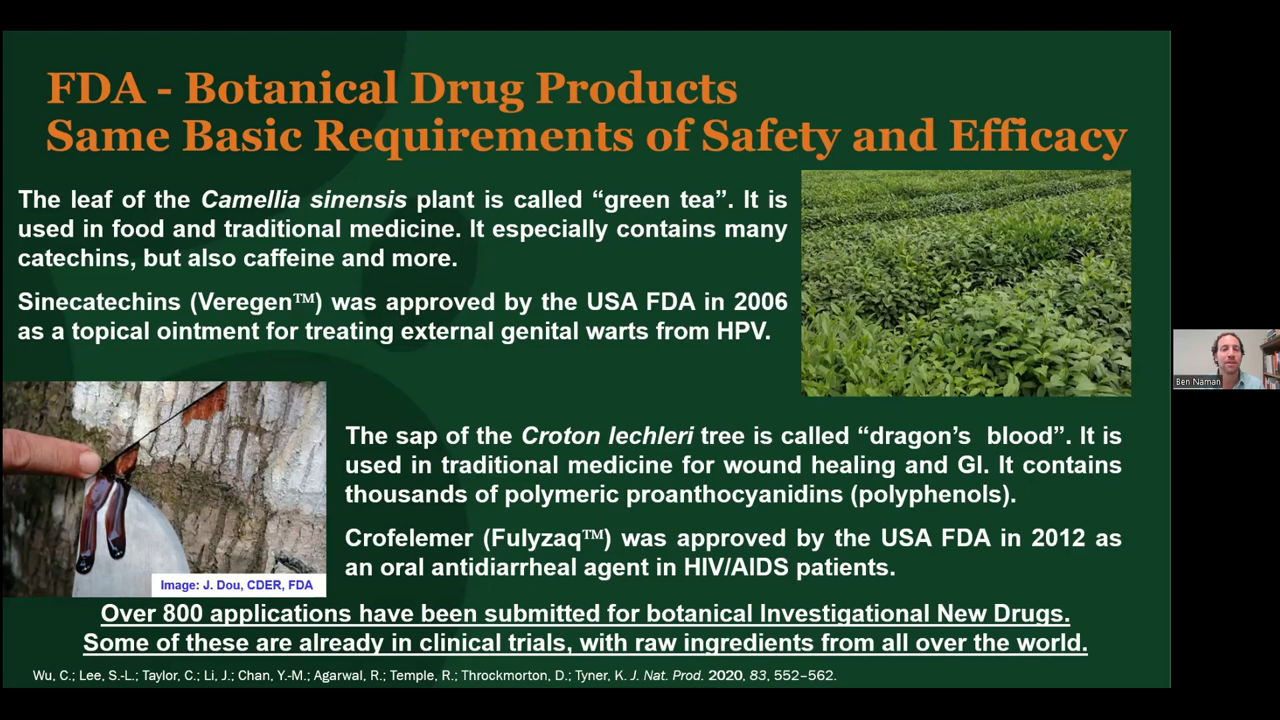 FDA - Botanical Drug Products
Same Basic Requirements of Safety and Efficacy
The leaf of the Camellia sinensis plant is called “green tea”. It is
used in food and traditional medicine. It especially contains many
catechins, but also caffeine and more.
Sinecatechins (Veregen™) was approved by the USA FDA in 2006
as a topical ointment for treating external genital warts from HPV.
Ben Naman
The sap of the Croton lechleri tree is called “dragon’s blood”. It is
used in traditional medicine for wound healing and GI. It contains
thousands of polymeric proanthocyanidins (polyphenols).
Crofelemer (Fulyzaq™) was approved by the USA FDA in 2012 as
an oral antidiarrheal agent in HIV/AIDS patients.
Image: J. Dou, CDER, FDA
Over 800 applications have been submitted for botanical Investigational New Drugs.
Some of these are already in clinical trials, with raw ingredients from all over the world.
Wu, C.; Lee, S.-L.; Taylor, C.; Li, J.; Chan, Y.-M.; Agarwal, R.; Temple, R.; Throckmorton, D.; Tyner, K. J. Nat. Prod. 2020, 83, 552–562.